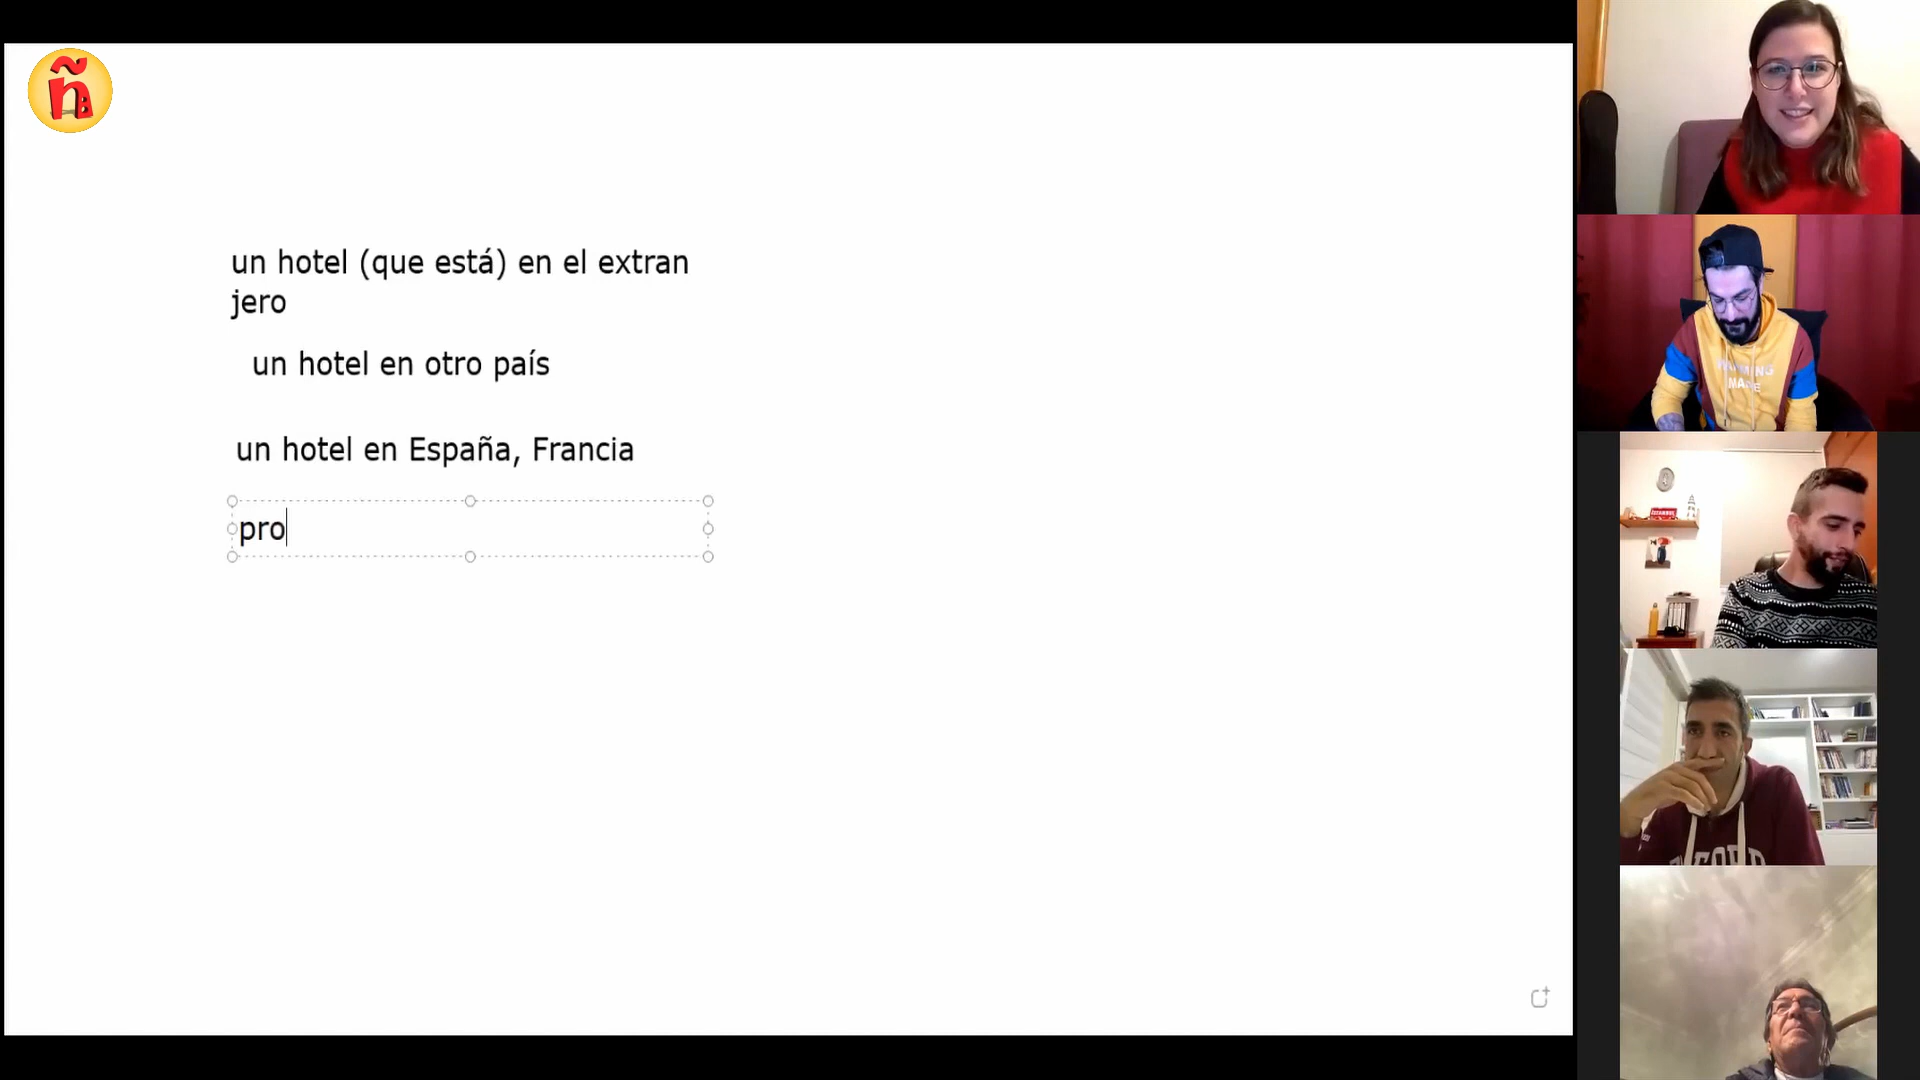 ñ
un hotel (que está) en el extran
jero
un hotel en otro país
un hotel en España, Francia
pro